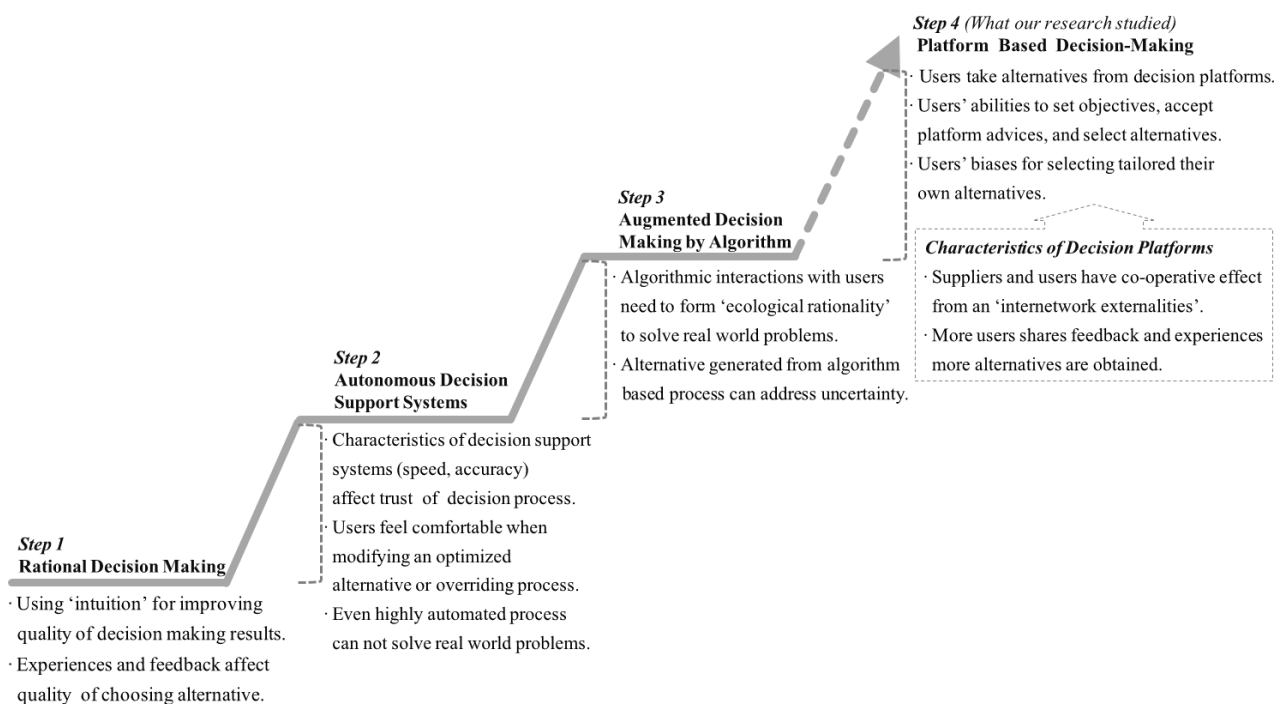 Step 4 (What our research studied)
Platform Based Decision-Making
· Users take alternatives from decision platforms.
· Users' abilities to set objectives, accept
platform advices, and select alternatives.
· Users' biases for selecting tailored their
own alternatives.
Characteristics of Decision Platforms
· Suppliers and users have co-operative effect
from an 'internetwork externalities'.
· More users shares feedback and experiences
more alternatives are obtained.
Step 3
Augmented Decision
Making by Algorithm
· Algorithmic interactions with users
need to form 'ecological rationality'
to solve real world problems.
· Alternative generated from algorithm
based process can address uncertainty.
Step 2
Autonomous Decision
Support Systems
· Characteristics of decision support
systems (speed, accuracy)
affect trust of decision process.
· Users feel comfortable when
modifying an optimized
alternative or overriding process.
· Even highly automated process
can not solve real world problems.
Step 1
Rational Decision Making
· Using 'intuition' for improving
quality of decision making results.
· Experiences and feedback affect
quality of choosing alternative.